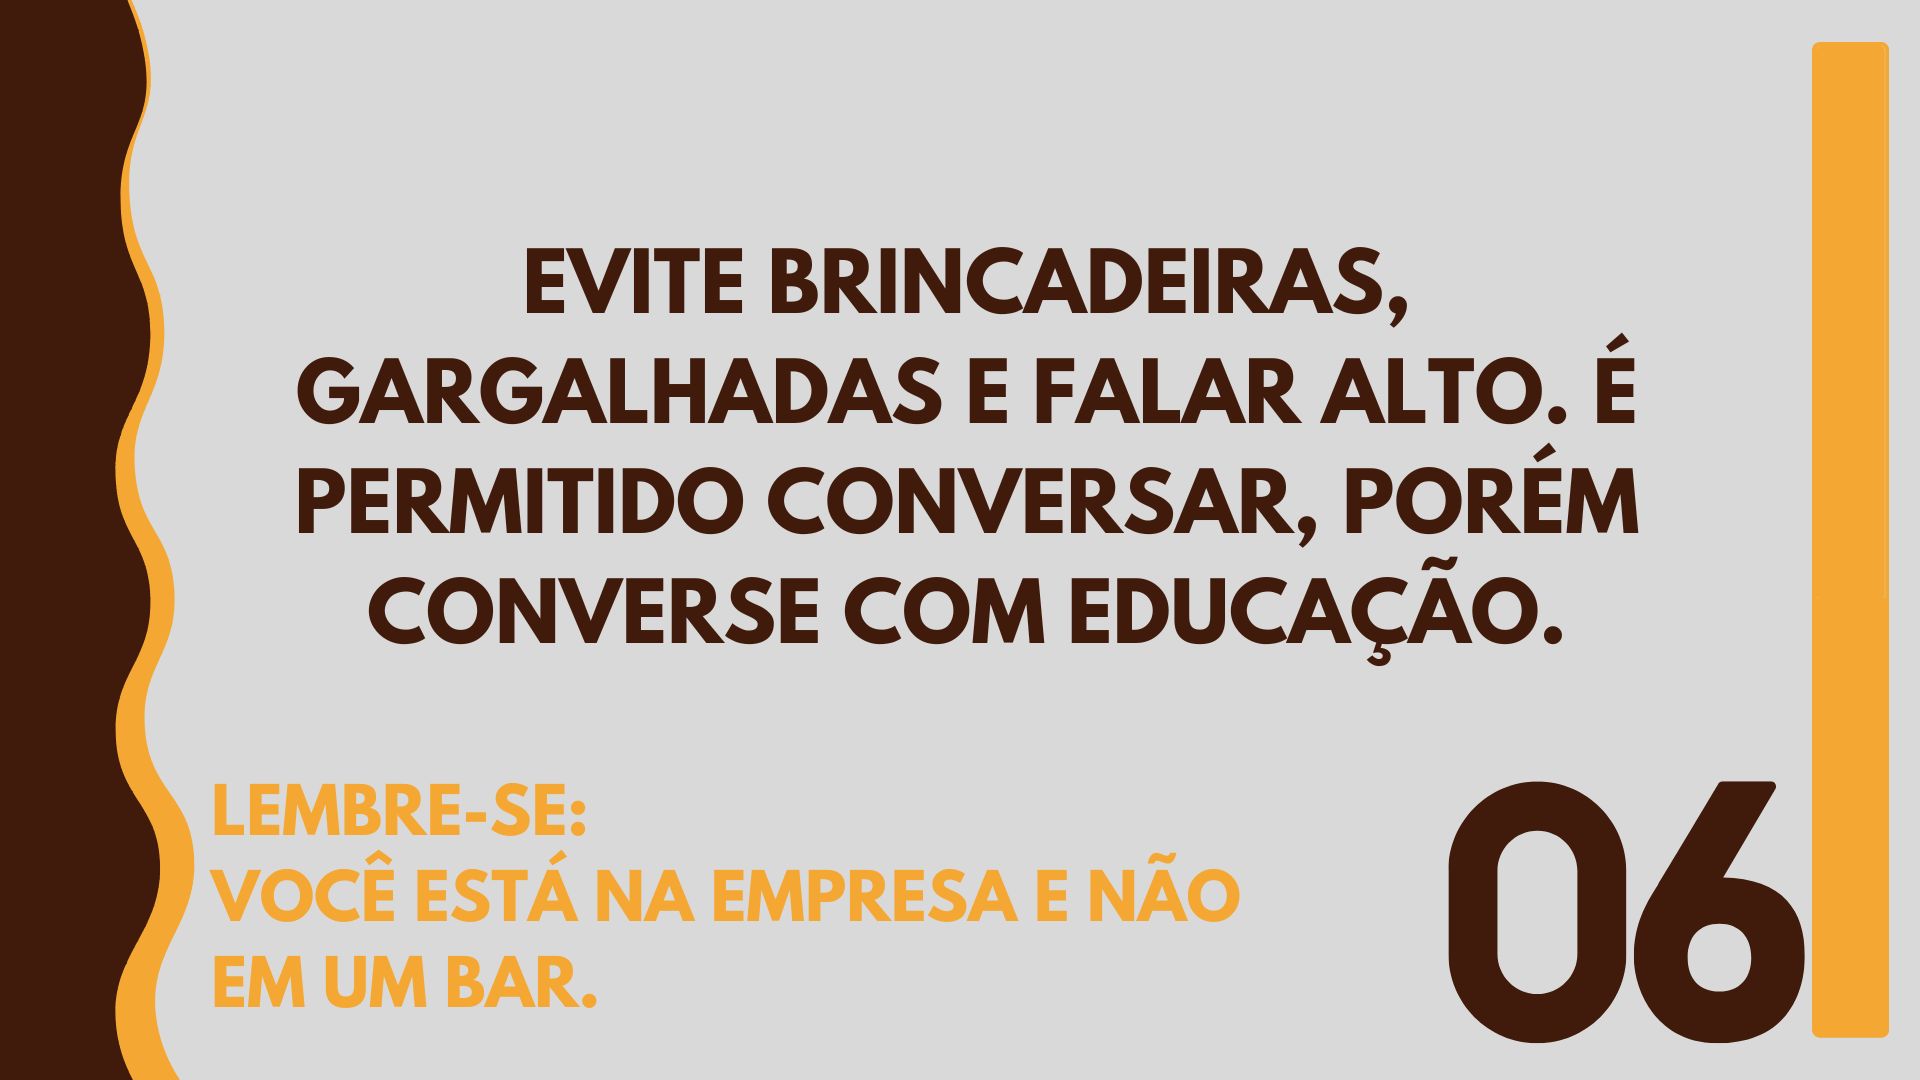 EVITE BRINCADEIRAS,
GARGALHADAS E FALAR ALTO. É
PERMITIDO CONVERSAR, PORÉM
CONVERSE COM EDUCAÇÃO.
LEMBRE-SE:
VOCÊ ESTÁ NA EMPRESA E NÃO
EM UM BAR.
06